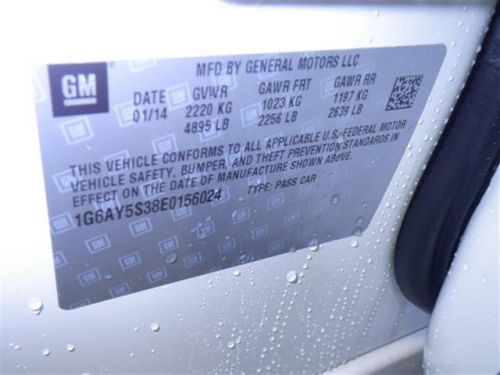 GM
MFD BY GENERAL MOTORS LLC
DATE GVWR GAWR FRT GAWR RR
01/14 2220 KG 1023 KG 1197 KG
4895 LB 2256 LB 2639 LB
THIS VEHICLE CONFORMS TO ALL APPLICABLE U.S. FEDERAL MOTOR
VEHICLE SAFETY, BUMPER, AND THEFT PREVENTION STANDARDS IN
EFFECT ON THE DATE OF MANUFACTURE SHOWN ABOVE.
1G6AY5S38E0156024 TYPE: PASS CAR